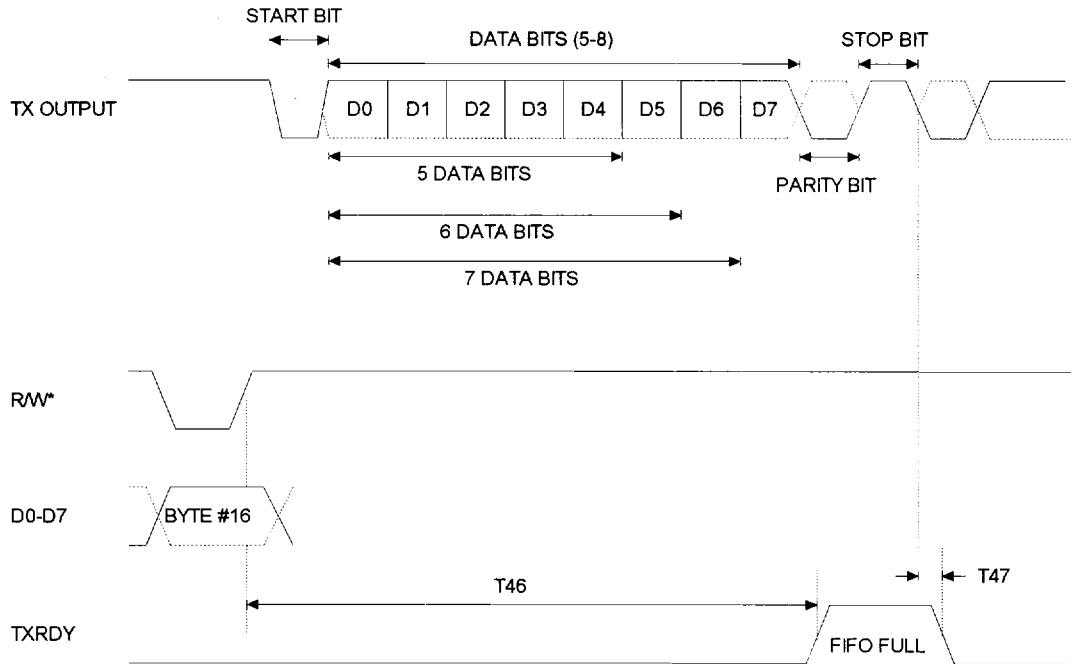 START BIT
DATA BITS (5-8)
STOP BIT
TX OUTPUT
D0 D1 D2 D3 D4 D5 D6 D7
5 DATA BITS
PARITY BIT
6 DATA BITS
7 DATA BITS
R/W*
D0-D7
BYTE #16
T46
T47
TXRDY
FIFO FULL